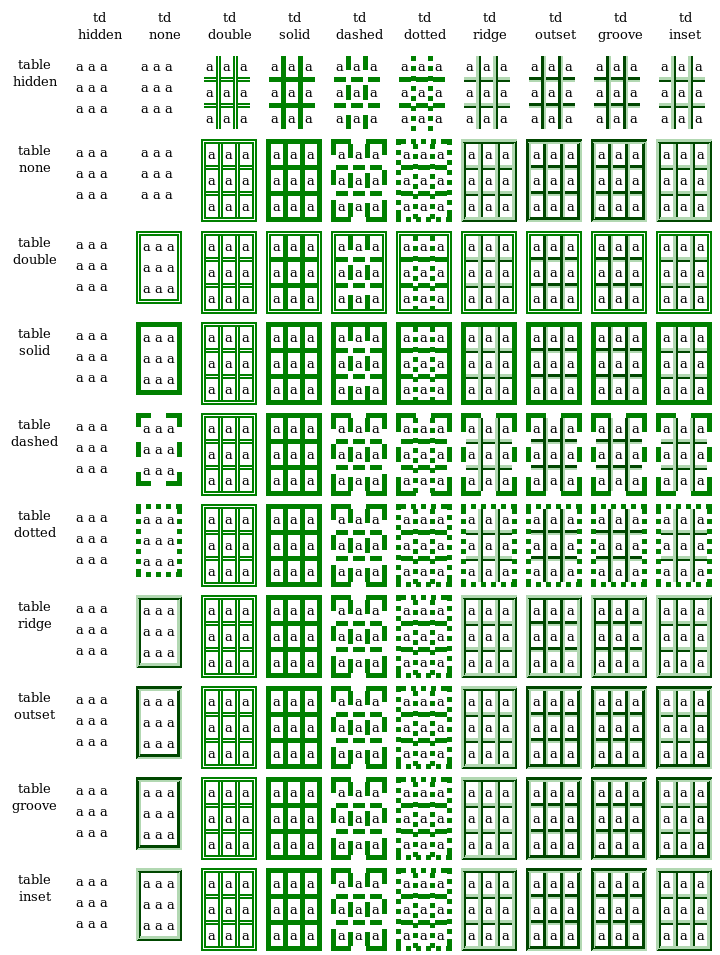 td td td td td td td td td td
hidden none double solid dashed dotted ridge outset groove inset
table a a a a a a a a a a a a a a a a a a a a a a a a a a a a a a
hidden a a a a a a a a a a a a a a a a a a a a a a a a a a a a a a
a a a a a a a a a a a a a a a a a a a a a a a a a a a a a a
table a a a a a a a a a a a a a a a a a a a a a a a a a a a a a a
none a a a a a a a a a a a a a a a a a a a a a a a a a a a a a a
a a a a a a a a a a a a a a a a a a a a a a a a a a a a a a
table a a a a a a a a a a a a a a a a a a a a a a a a a a a a a a
double a a a a a a a a a a a a a a a a a a a a a a a a a a a a a a
a a a a a a a a a a a a a a a a a a a a a a a a a a a a a a
table a a a a a a a a a a a a a a a a a a a a a a a a a a a a a a
solid a a a a a a a a a a a a a a a a a a a a a a a a a a a a a a
a a a a a a a a a a a a a a a a a a a a a a a a a a a a a a
table a a a a a a a a a a a a a a a a a a a a a a a a a a a a a a
dashed a a a a a a a a a a a a a a a a a a a a a a a a a a a a a a
a a a a a a a a a a a a a a a a a a a a a a a a a a a a a a
table a a a a a a a a a a a a a a a a a a a a a a a a a a a a a a
dotted a a a a a a a a a a a a a a a a a a a a a a a a a a a a a a
a a a a a a a a a a a a a a a a a a a a a a a a a a a a a a
table a a a a a a a a a a a a a a a a a a a a a a a a a a a a a a
ridge a a a a a a a a a a a a a a a a a a a a a a a a a a a a a a
a a a a a a a a a a a a a a a a a a a a a a a a a a a a a a
table a a a a a a a a a a a a a a a a a a a a a a a a a a a a a a
outset a a a a a a a a a a a a a a a a a a a a a a a a a a a a a a
a a a a a a a a a a a a a a a a a a a a a a a a a a a a a a
table a a a a a a a a a a a a a a a a a a a a a a a a a a a a a a
groove a a a a a a a a a a a a a a a a a a a a a a a a a a a a a a
a a a a a a a a a a a a a a a a a a a a a a a a a a a a a a
table a a a a a a a a a a a a a a a a a a a a a a a a a a a a a a
inset a a a a a a a a a a a a a a a a a a a a a a a a a a a a a a
a a a a a a a a a a a a a a a a a a a a a a a a a a a a a a